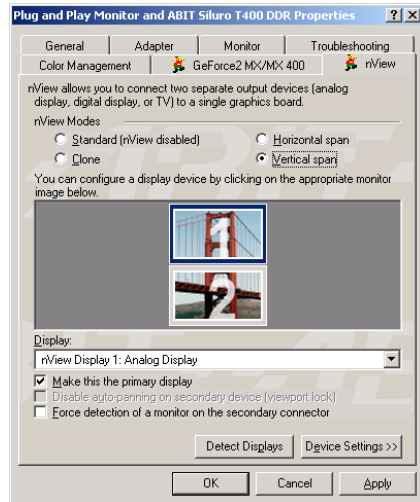 Plug and Play Monitor and ABIT Siluro T400 DDR Properties
General Adapter Monitor Troubleshooting
Color Management GeForce2 MX/MX 400 nView
nView allows you to connect two separate output devices (analog
display, digital display, or TV) to a single graphics board.
nView Modes
Standard (nView disabled) Horizontal span
Clone Vertical span
You can configure a display device by clicking on the appropriate monitor
image below.
1
2
Display:
nView Display 1: Analog Display
Make this the primary display
Disable auto-panning on secondary device (viewport lock)
Force detection of a monitor on the secondary connector
Detect Displays Device Settings >>
OK Cancel Apply